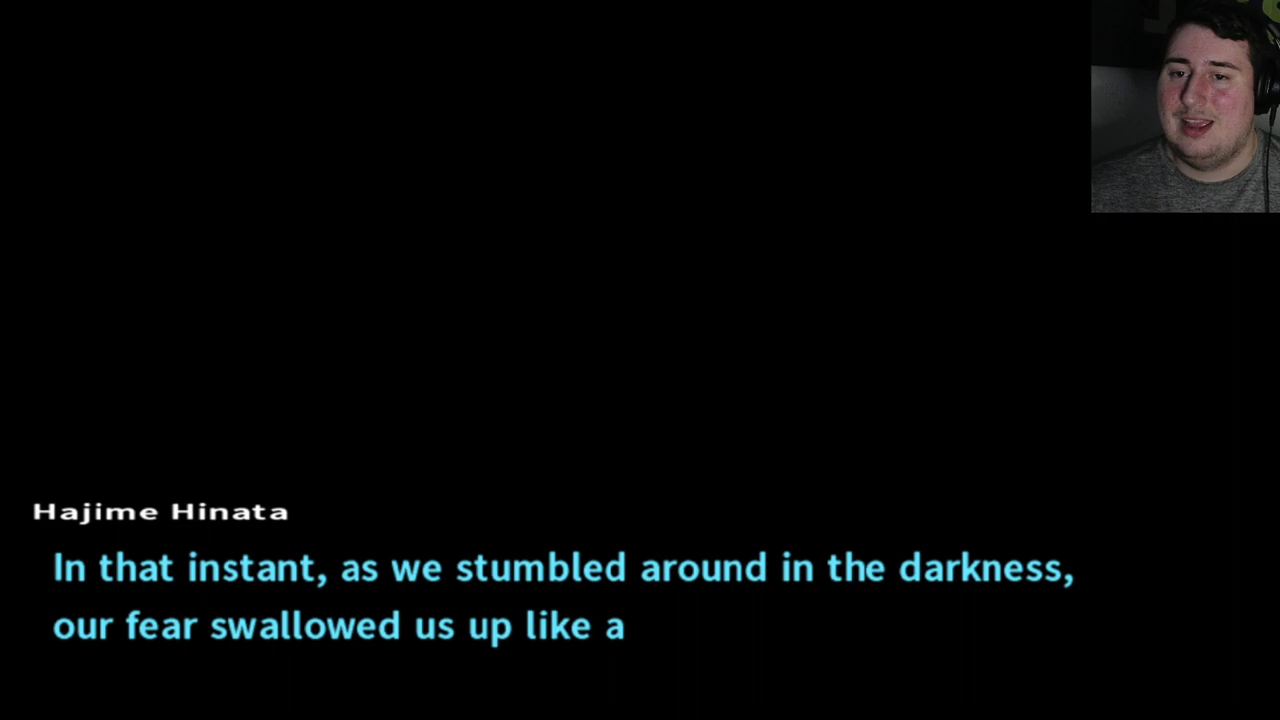 Hajime Hinata
In that instant, as we stumbled around in the darkness,
our fear swallowed us up like a